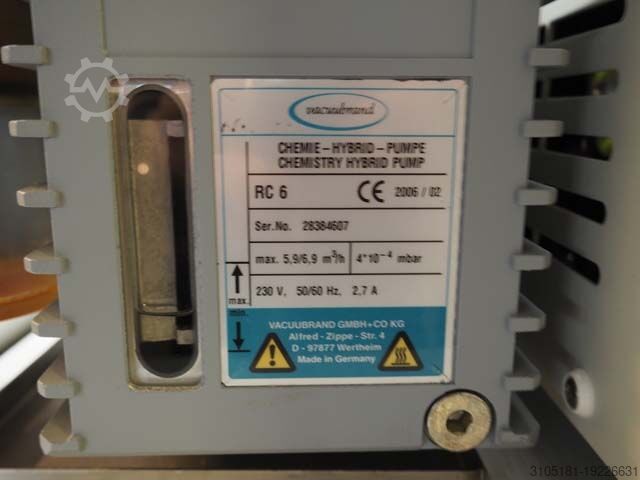 vacuubrand
CHEMIE-HYBRID-PUMPE
CHEMISTRY HYBRID PUMP
RC 6 CE 2006 / 02
Ser.No. 28384607
max. 5,9/6,9 m³/h 4*10⁻⁴ mbar
max.
230 V, 50/60 Hz, 2,7 A
min.
VACUUBRAND GMBH+CO KG
Alfred - Zippe - Str. 4
D - 97877 Wertheim
Made in Germany
3105181-19226631